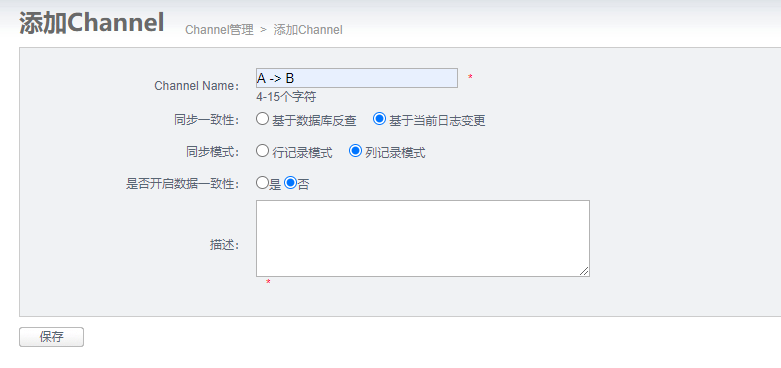 添加Channel Channel管理 > 添加Channel
Channel Name： A -> B *
4-15个字符
同步一致性： 基于数据库反查 基于当前日志变更
同步模式： 行记录模式 列记录模式
是否开启数据一致性： 是 否
描述：
*
保存